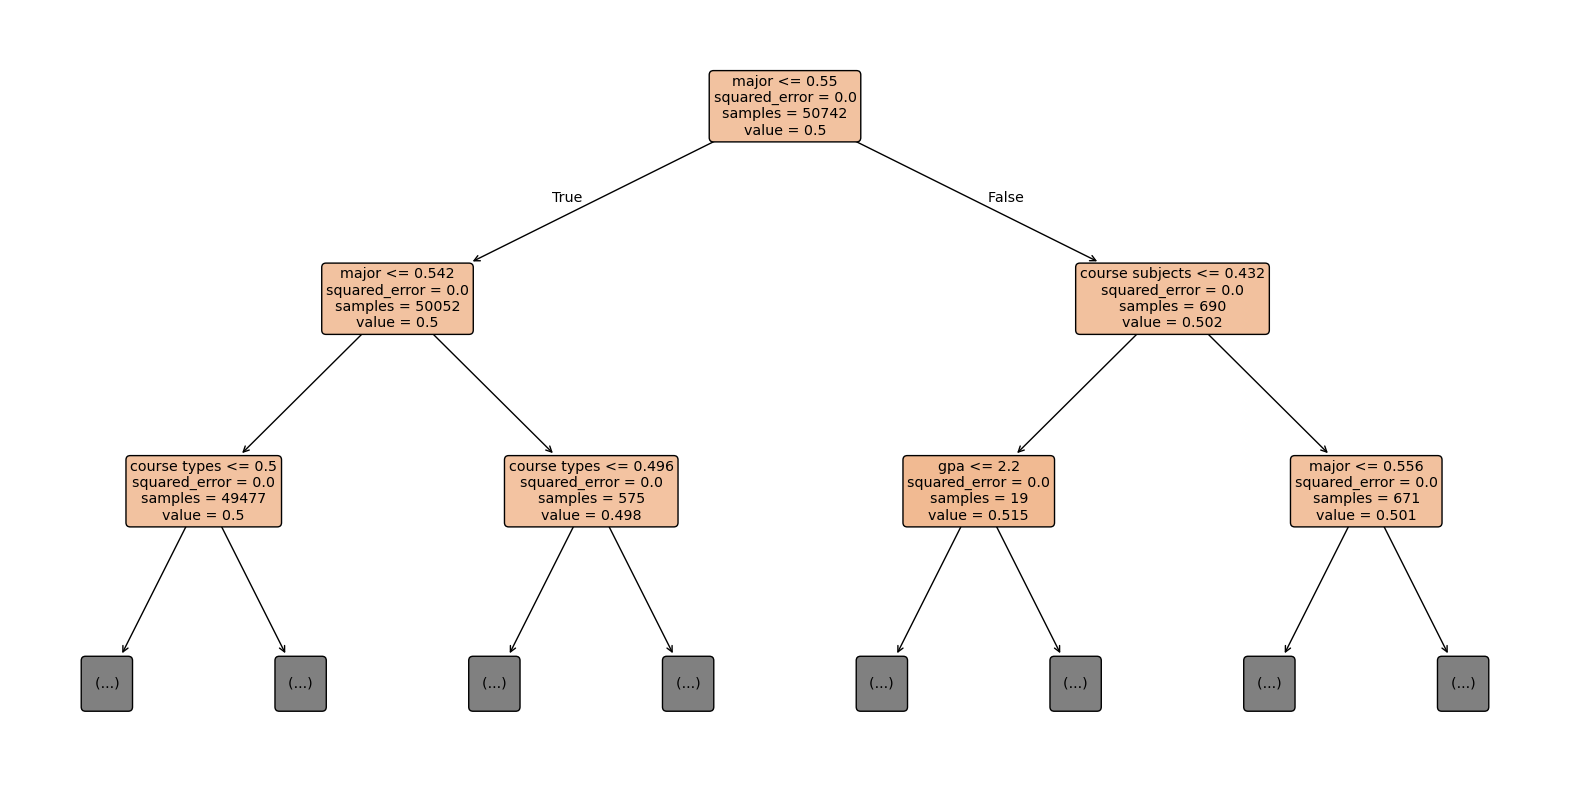 major <= 0.55
squared_error = 0.0
samples = 50742
value = 0.5
True
False
major <= 0.542
squared_error = 0.0
samples = 50052
value = 0.5
course subjects <= 0.432
squared_error = 0.0
samples = 690
value = 0.502
course types <= 0.5
squared_error = 0.0
samples = 49477
value = 0.5
course types <= 0.496
squared_error = 0.0
samples = 575
value = 0.498
gpa <= 2.2
squared_error = 0.0
samples = 19
value = 0.515
major <= 0.556
squared_error = 0.0
samples = 671
value = 0.501
(...)
(...)
(...)
(...)
(...)
(...)
(...)
(...)